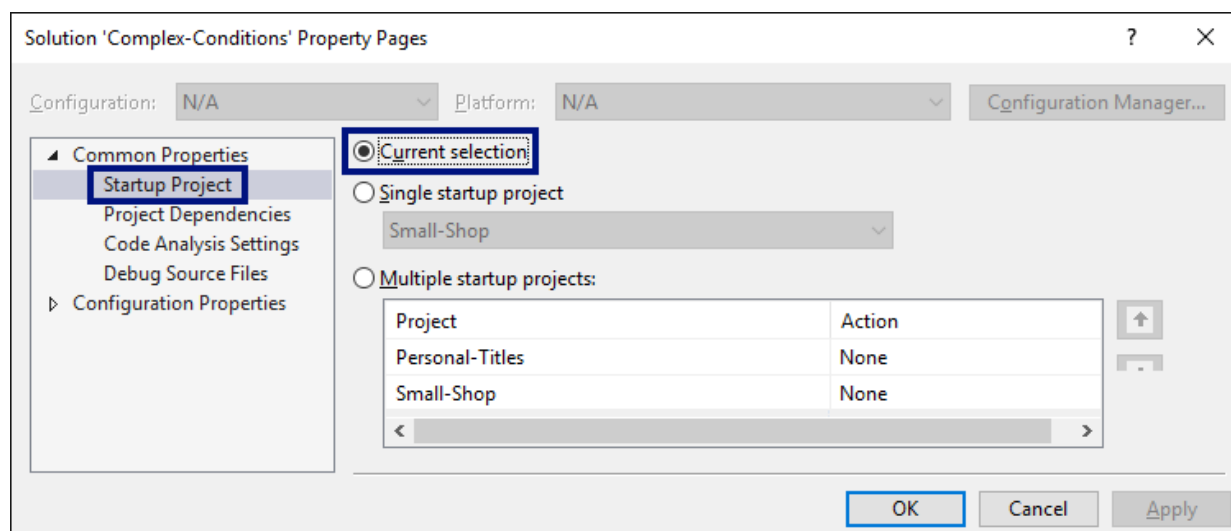 Solution 'Complex-Conditions' Property Pages ?
Configuration: N/A Platform: N/A Configuration Manager...
Common Properties
Startup Project
Project Dependencies
Code Analysis Settings
Debug Source Files
Configuration Properties
Current selection
Single startup project
Small-Shop
Multiple startup projects:
Project Action
Personal-Titles None
Small-Shop None
OK Cancel Apply